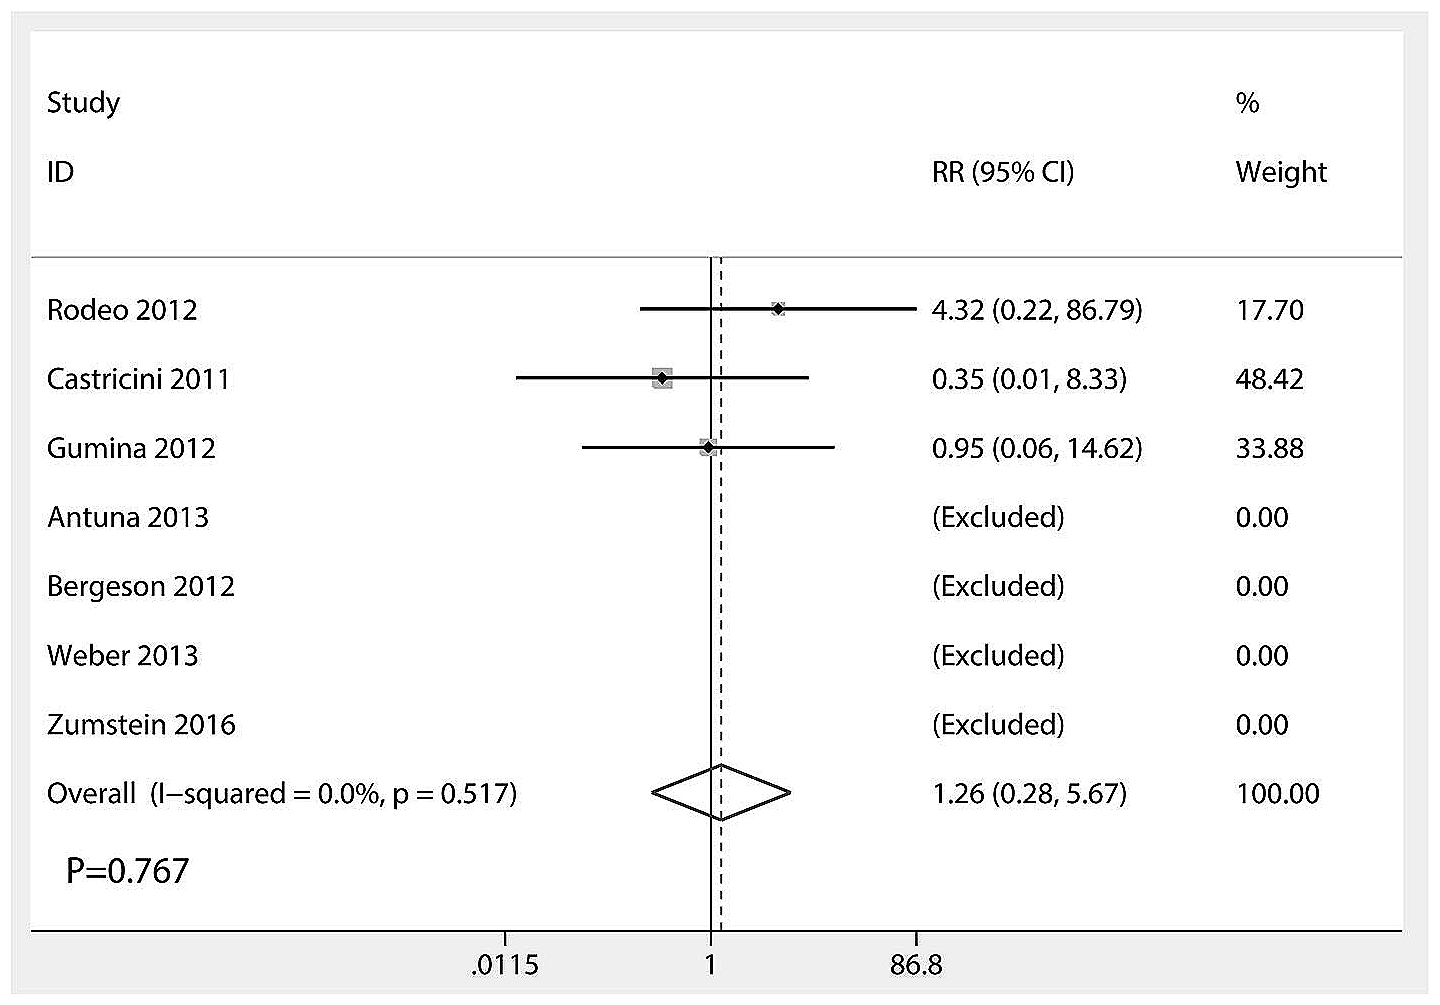 Study %
ID RR (95% CI) Weight
Rodeo 2012 4.32 (0.22, 86.79) 17.70
Castricini 2011 0.35 (0.01, 8.33) 48.42
Gumina 2012 0.95 (0.06, 14.62) 33.88
Antuna 2013 (Excluded) 0.00
Bergeson 2012 (Excluded) 0.00
Weber 2013 (Excluded) 0.00
Zumstein 2016 (Excluded) 0.00
Overall (I−squared = 0.0%, p = 0.517) 1.26 (0.28, 5.67) 100.00
P=0.767
.0115 1 86.8